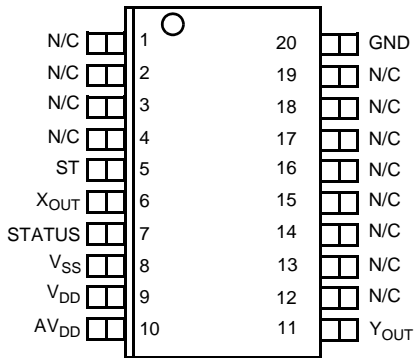 N/C 1 20 GND
N/C 2 19 N/C
N/C 3 18 N/C
N/C 4 17 N/C
ST 5 16 N/C
XOUT 6 15 N/C
STATUS 7 14 N/C
VSS 8 13 N/C
VDD 9 12 N/C
AVDD 10 11 YOUT